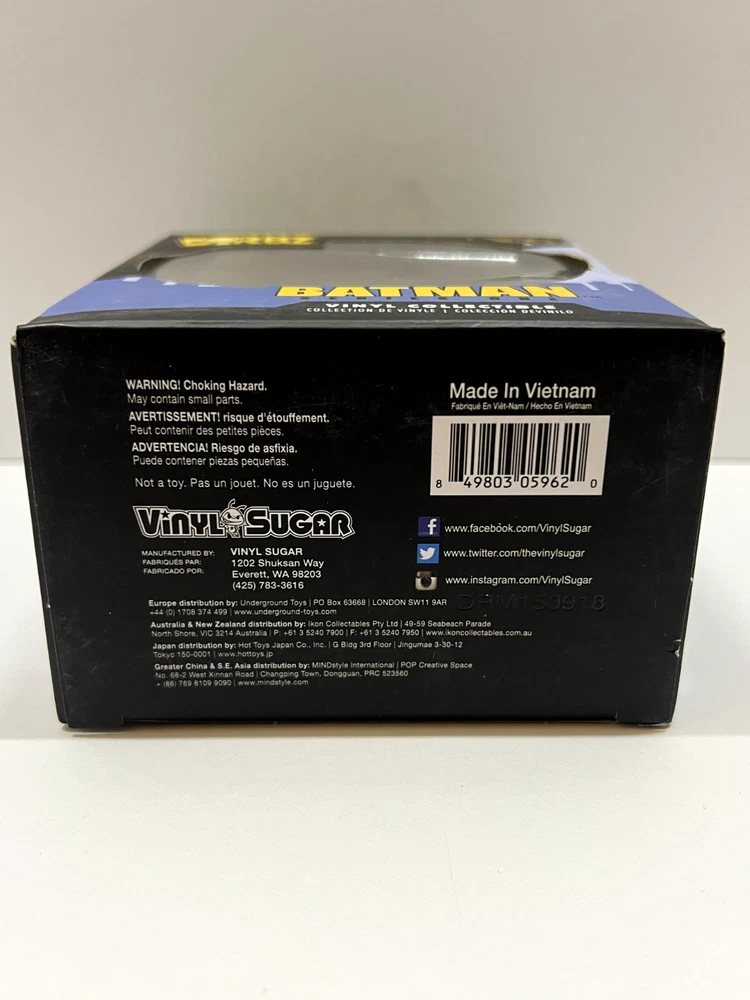 DORBZ
BATMAN™
SERIES ONE
VINYL COLLECTIBLE
COLLECTION DE VINYLE | COLECCIÓN DEVINILO
WARNING! Choking Hazard.
May contain small parts.
AVERTISSEMENT! risque d'étouffement.
Peut contenir des petites pièces.
ADVERTENCIA! Riesgo de asfixia.
Puede contener piezas pequeñas.
Not a toy. Pas un jouet. No es un juguete.
Made In Vietnam
Fabriqué En Viêt-Nam / Hecho En Vietnam
8 49803 05962 0
VINYL SUGAR
MANUFACTURED BY:
FABRIQUÉS PAR:
FABRICADO POR:
VINYL SUGAR
1202 Shuksan Way
Everett, WA 98203
(425) 783-3616
www.facebook.com/VinylSugar
www.twitter.com/thevinylsugar
www.instagram.com/VinylSugar
DRM150918
Europe distribution by: Underground Toys | PO Box 63668 | LONDON SW11 9AR
+44 (0) 1708 374 499 | www.underground-toys.com
Australia & New Zealand distribution by: Ikon Collectables Pty Ltd | 49-59 Seabeach Parade
North Shore, VIC 3214 Australia | P: +61 3 5240 7900 | F: +61 3 5240 7950 | www.ikoncollectables.com.au
Japan distribution by: Hot Toys Japan Co., Inc. | G Bldg 3rd Floor | Jingumae 3-30-12
Tokyo 150-0001 | www.hottoys.jp
Greater China & S.E. Asia distribution by: MINDstyle International | POP Creative Space
No. 68-2 West Xinnan Road | Changping Town, Dongguan, PRC 523560
+ (86) 769 8109 9090 | www.mindstyle.com